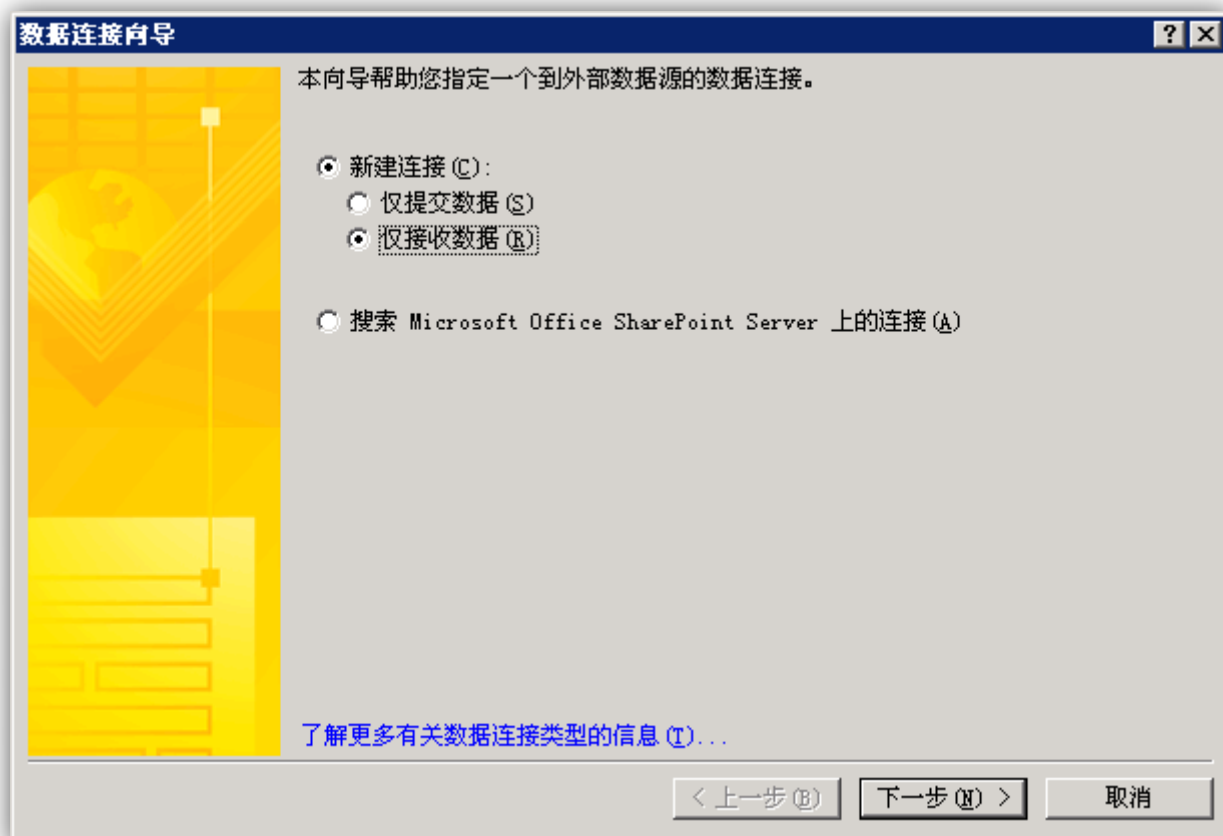 数据连接向导
本向导帮助您指定一个到外部数据源的数据连接。
新建连接(C):
仅提交数据(S)
仅接收数据(R)
搜索 Microsoft Office SharePoint Server 上的连接(A)
了解更多有关数据连接类型的信息(T)...
< 上一步(B) 下一步(N) > 取消